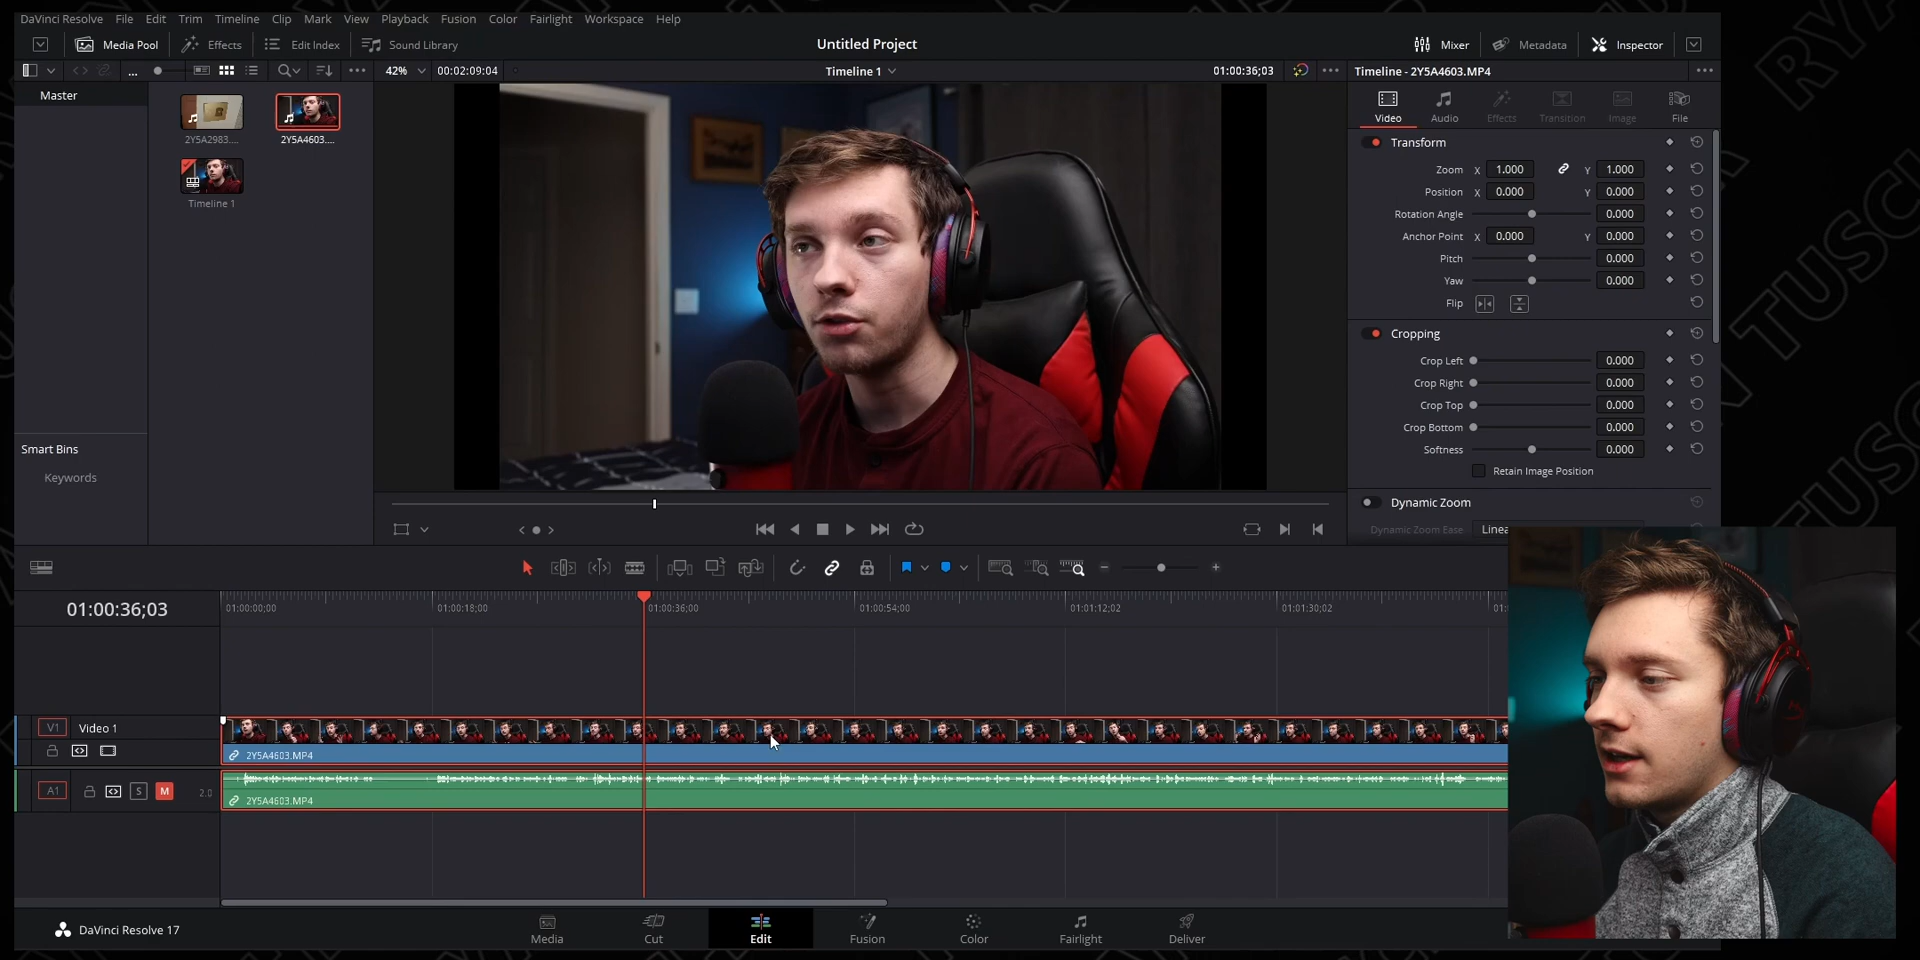 DaVinci Resolve File Edit Trim Timeline Clip Mark View Playback Fusion Color Fairlight Workspace Help
Media Pool Effects Edit Index Sound Library Untitled Project Mixer Metadata Inspector
... 42% 00:02:09:04 Timeline 1 01:00:36;03 Timeline - 2Y5A4603.MP4
Master
2Y5A2983....
2Y5A4603....
Timeline 1
Smart Bins
Keywords
Video Audio Effects Transition Image File
Transform
Zoom X 1.000 Y 1.000
Position X 0.000 Y 0.000
Rotation Angle 0.000
Anchor Point X 0.000 Y 0.000
Pitch 0.000
Yaw 0.000
Flip
Cropping
Crop Left 0.000
Crop Right 0.000
Crop Top 0.000
Crop Bottom 0.000
Softness 0.000
Retain Image Position
Dynamic Zoom
Dynamic Zoom Ease Linea
01:00:36;03
01:00:00;00 01:00:18;00 01:00:36;00 01:00:54;00 01:01:12;02 01:01:30;02 01:
V1 Video 1
2Y5A4603.MP4
A1 S M 2.0
2Y5A4603.MP4
DaVinci Resolve 17
Media Cut Edit Fusion Color Fairlight Deliver